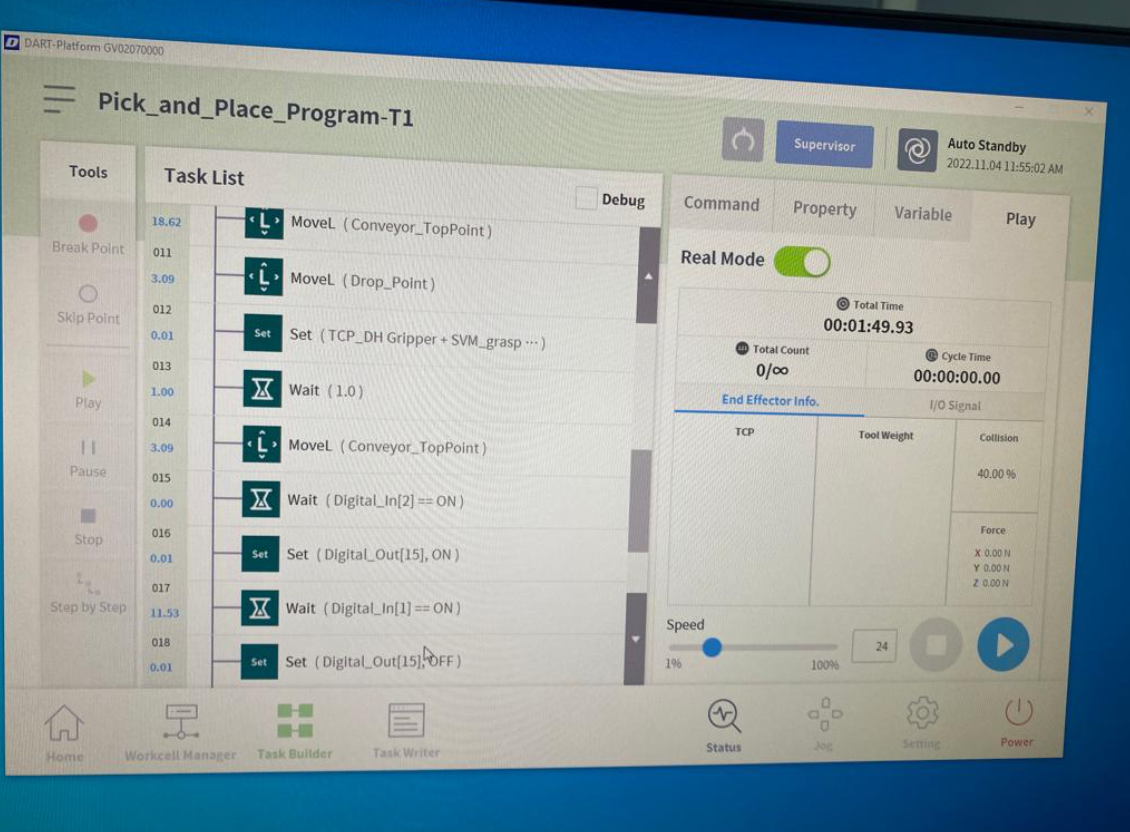 DART-Platform GV02070000
Pick_and_Place_Program-T1
Supervisor
Auto Standby
2022.11.04 11:55:02 AM
Tools
Break Point
Skip Point
Play
Pause
Stop
Step by Step
Task List
Debug
18.62
MoveL ( Conveyor_TopPoint )
011
3.09
MoveL ( Drop_Point )
012
0.01
Set
Set ( TCP_DH Gripper + SVM_grasp ··· )
013
1.00
Wait ( 1.0 )
014
3.09
MoveL ( Conveyor_TopPoint )
015
0.00
Wait ( Digital_In[2] == ON )
016
0.01
Set
Set ( Digital_Out[15], ON )
017
11.53
Wait ( Digital_In[1] == ON )
018
0.01
Set
Set ( Digital_Out[15], OFF )
Command
Property
Variable
Play
Real Mode
Total Time
00:01:49.93
Total Count
0/∞
Cycle Time
00:00:00.00
End Effector Info.
I/O Signal
TCP
Tool Weight
Collision
40.00 %
Force
X 0.00 N
Y 0.00 N
Z 0.00 N
Speed
1%
100%
24
Home
Workcell Manager
Task Builder
Task Writer
Status
Jog
Setting
Power